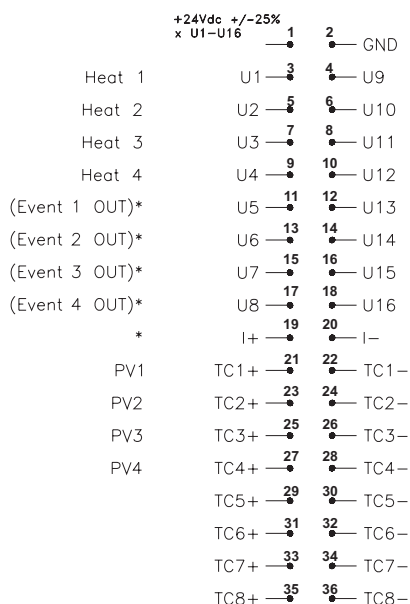 +24Vdc +/-25%
x U1-U16
1 2 GND
Heat 1 U1 3 4 U9
Heat 2 U2 5 6 U10
Heat 3 U3 7 8 U11
Heat 4 U4 9 10 U12
(Event 1 OUT)* U5 11 12 U13
(Event 2 OUT)* U6 13 14 U14
(Event 3 OUT)* U7 15 16 U15
(Event 4 OUT)* U8 17 18 U16
* I+ 19 20 I-
PV1 TC1+ 21 22 TC1-
PV2 TC2+ 23 24 TC2-
PV3 TC3+ 25 26 TC3-
PV4 TC4+ 27 28 TC4-
TC5+ 29 30 TC5-
TC6+ 31 32 TC6-
TC7+ 33 34 TC7-
TC8+ 35 36 TC8-